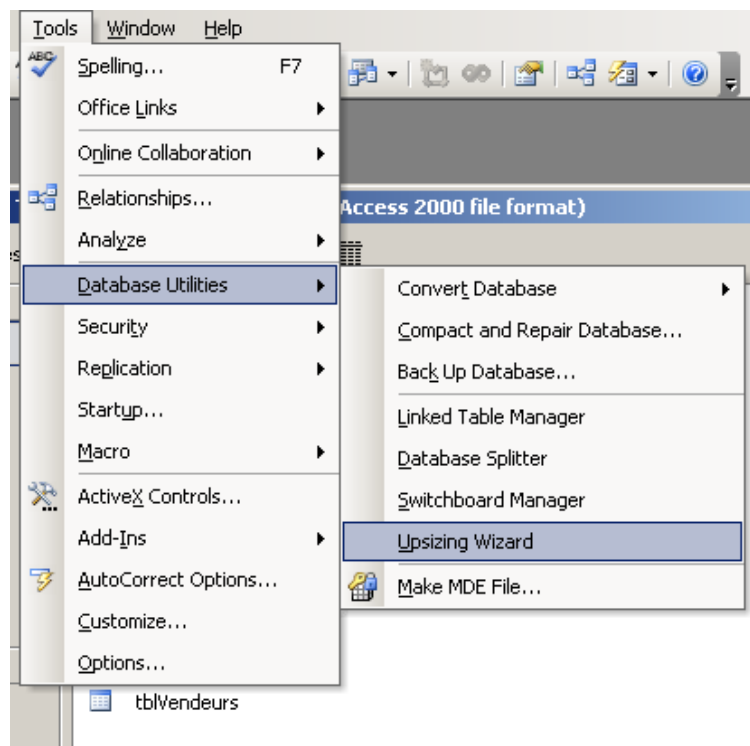 Tools Window Help
ABC
Spelling... F7
Office Links
Online Collaboration
Relationships...
Access 2000 file format)
Analyze
Database Utilities
Convert Database
Security
Compact and Repair Database...
Replication
Back Up Database...
Startup...
Linked Table Manager
Macro
Database Splitter
ActiveX Controls...
Switchboard Manager
Add-Ins
Upsizing Wizard
AutoCorrect Options...
Make MDE File...
Customize...
Options...
tblVendeurs